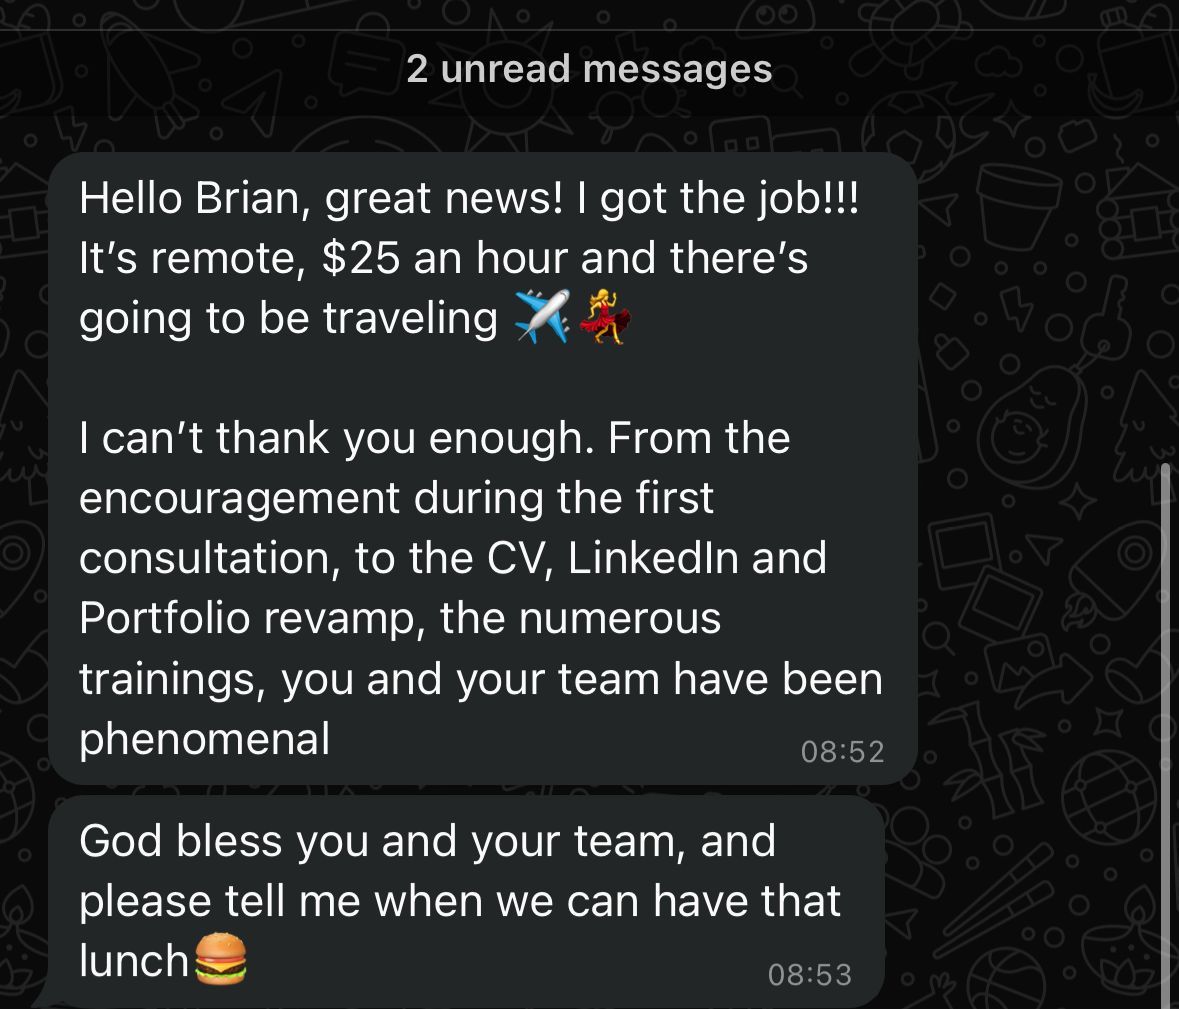 2 unread messages
Hello Brian, great news! I got the job!!!
It’s remote, $25 an hour and there’s
going to be traveling ✈️💃
I can’t thank you enough. From the
encouragement during the first
consultation, to the CV, LinkedIn and
Portfolio revamp, the numerous
trainings, you and your team have been
phenomenal
08:52
God bless you and your team, and
please tell me when we can have that
lunch🍔
08:53